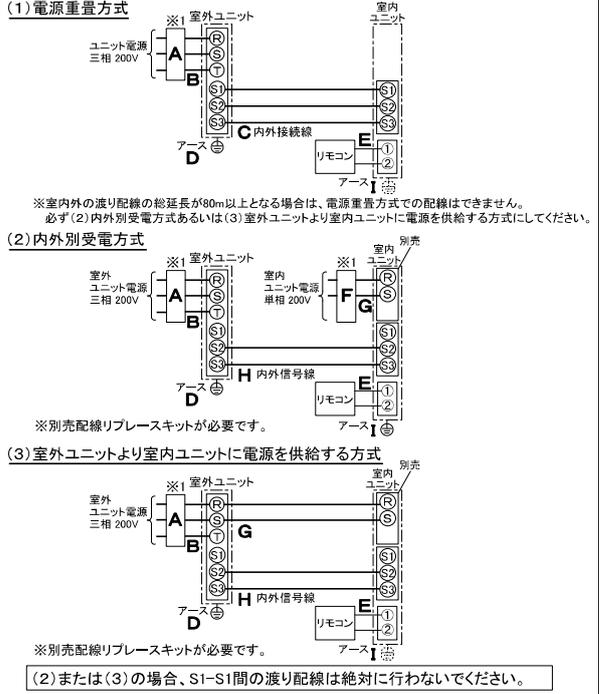 (1)電源重畳方式
※1
室外ユニット
室内
ユニット
ユニット電源
三相 200V
A
B
R
S
T
S1
S2
S3
S1
S2
S3
C 内外接続線
アース
D
E
リモコン
①
②
アース I
※室内外の渡り配線の総延長が80m以上となる場合は、電源重畳方式での配線はできません。
必ず(2)内外別受電方式あるいは(3)室外ユニットより室内ユニットに電源を供給する方式にしてください。
(2)内外別受電方式
※1
室外ユニット
※1
室内
ユニット
別売
室外
ユニット電源
三相 200V
A
B
R
S
T
S1
S2
S3
室内
ユニット電源
単相 200V
F
G
R
S
S1
S2
S3
H 内外信号線
アース
D
E
リモコン
①
②
アース I
※別売配線リプレースキットが必要です。
(3)室外ユニットより室内ユニットに電源を供給する方式
※1
室外ユニット
室内
ユニット
別売
室外
ユニット電源
三相 200V
A
B
R
S
T
S1
S2
S3
G
R
S
S1
S2
S3
H 内外信号線
アース
D
E
リモコン
①
②
アース I
※別売配線リプレースキットが必要です。
(2)または(3)の場合、S1-S1間の渡り配線は絶対に行わないでください。